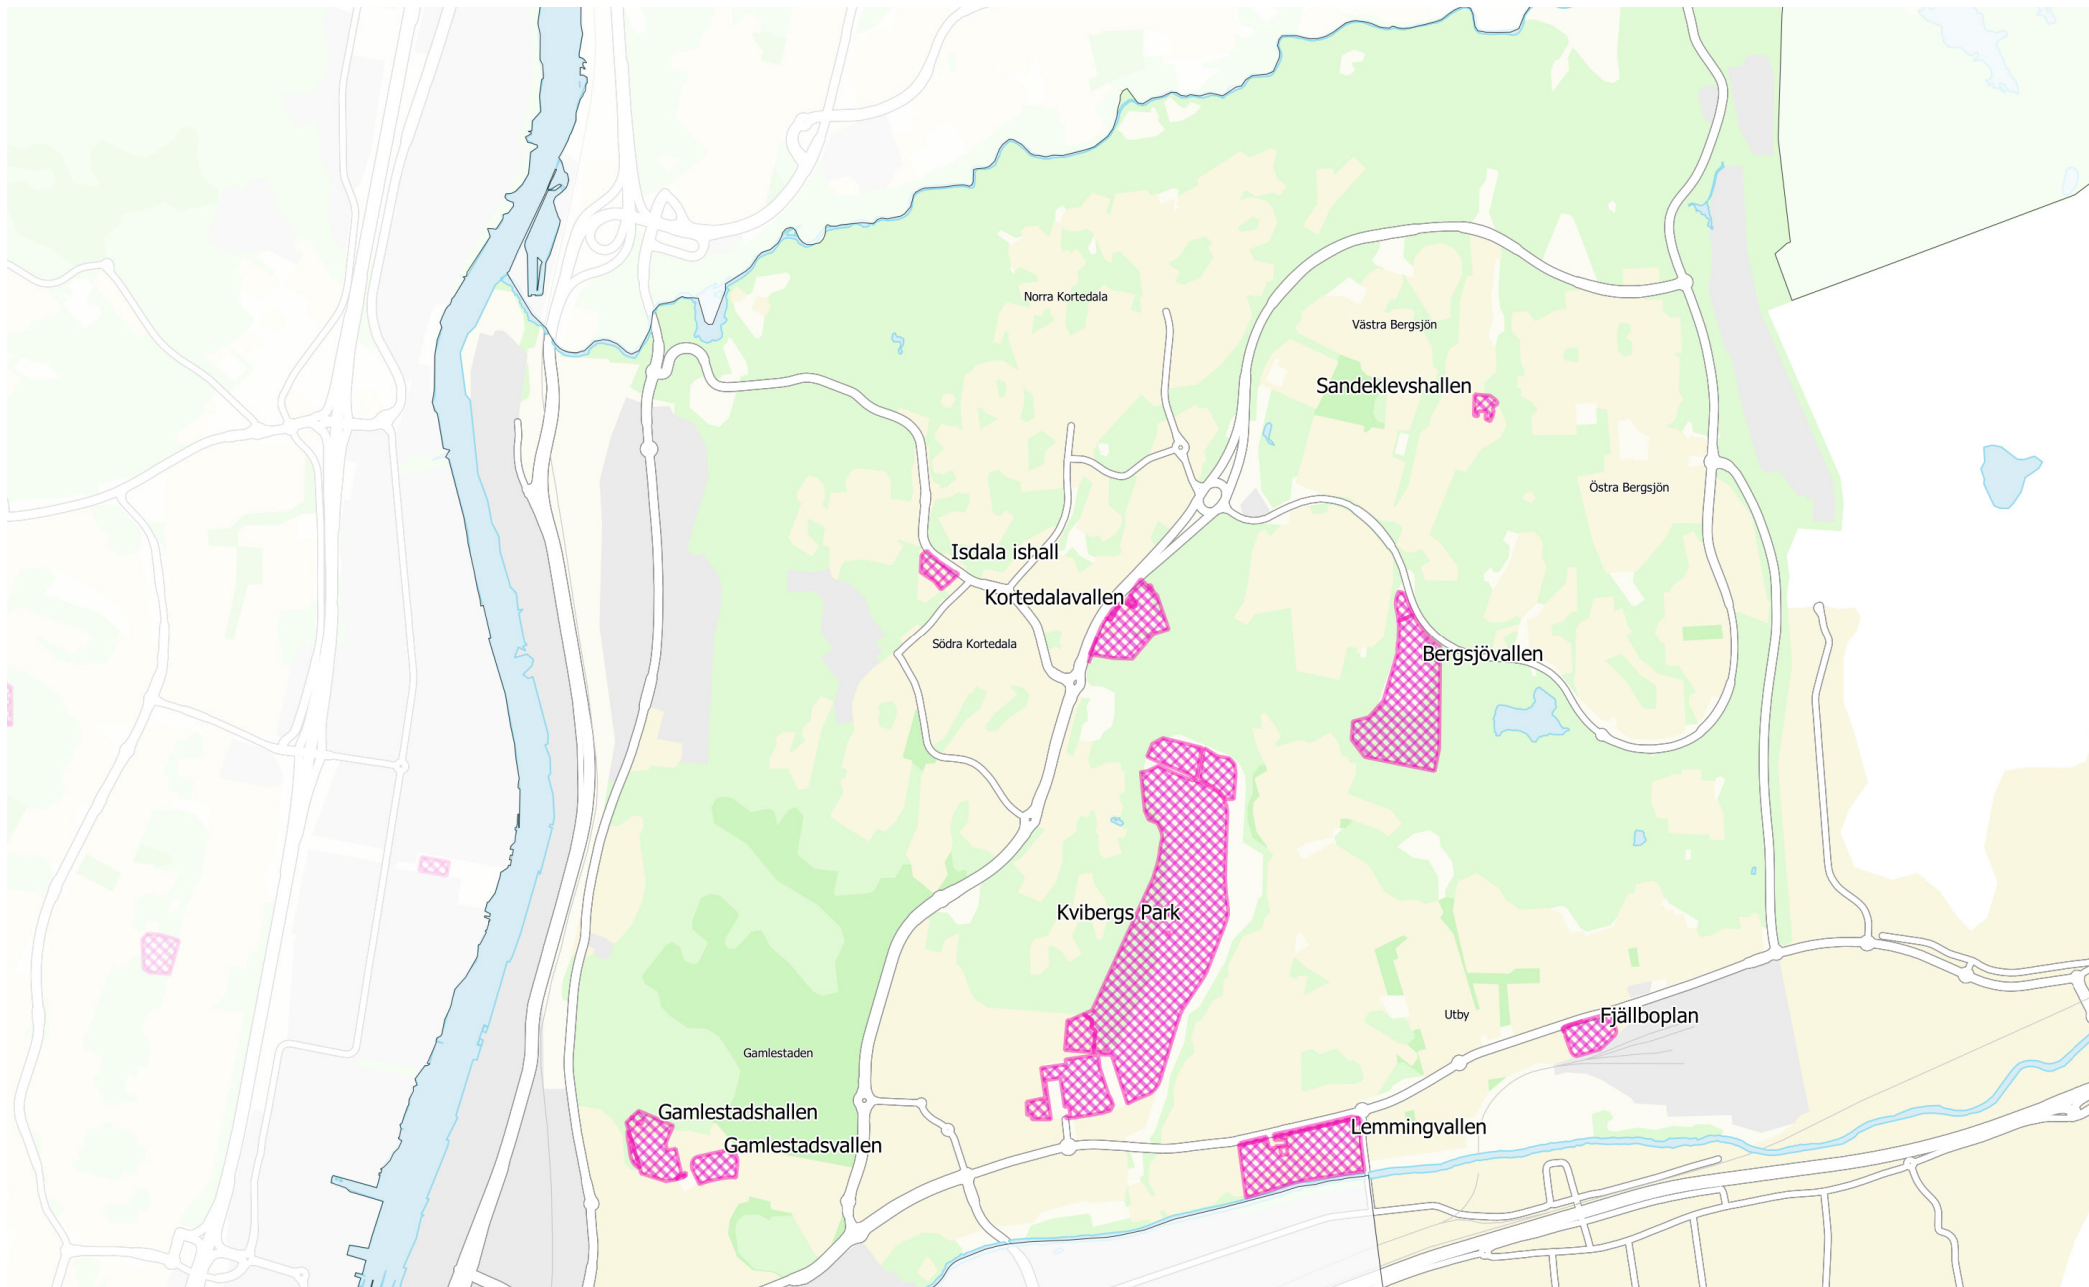 Norra Kortedala
Västra Bergsjön
Sandeklevshallen
Östra Bergsjön
Isdala ishall
Kortedalavallen
Södra Kortedala
Bergsjövallen
Kvibergs Park
Utby
Fjällboplan
Gamlestaden
Gamlestadshallen
Lemmingvallen
Gamlestadsvallen